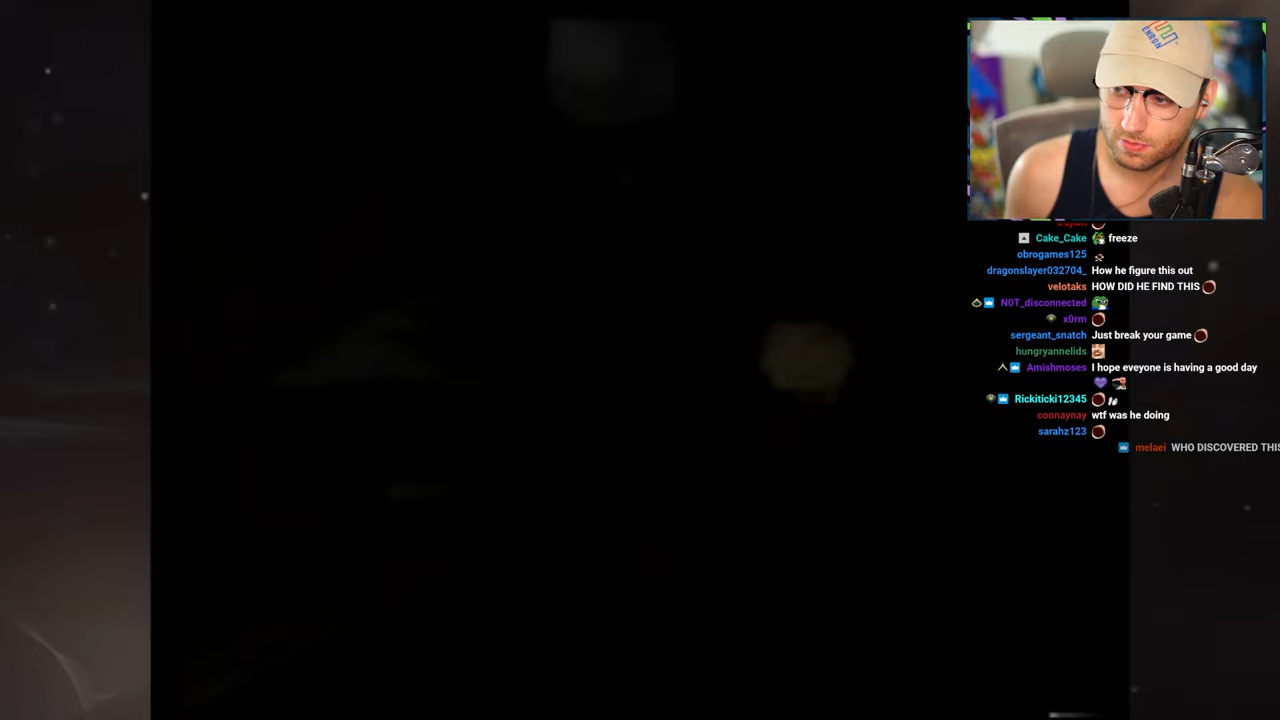 ENRON
Cake_Cake freeze
obrogames125
dragonslayer032704_ How he figure this out
velotaks HOW DID HE FIND THIS
N0T_disconnected
x0rm
sergeant_snatch Just break your game
hungryannelids
Amishmoses I hope eveyone is having a good day
Rickiticki12345
coonaynay wtf was he doing
sarahz123
melaei WHO DISCOVERED THIS